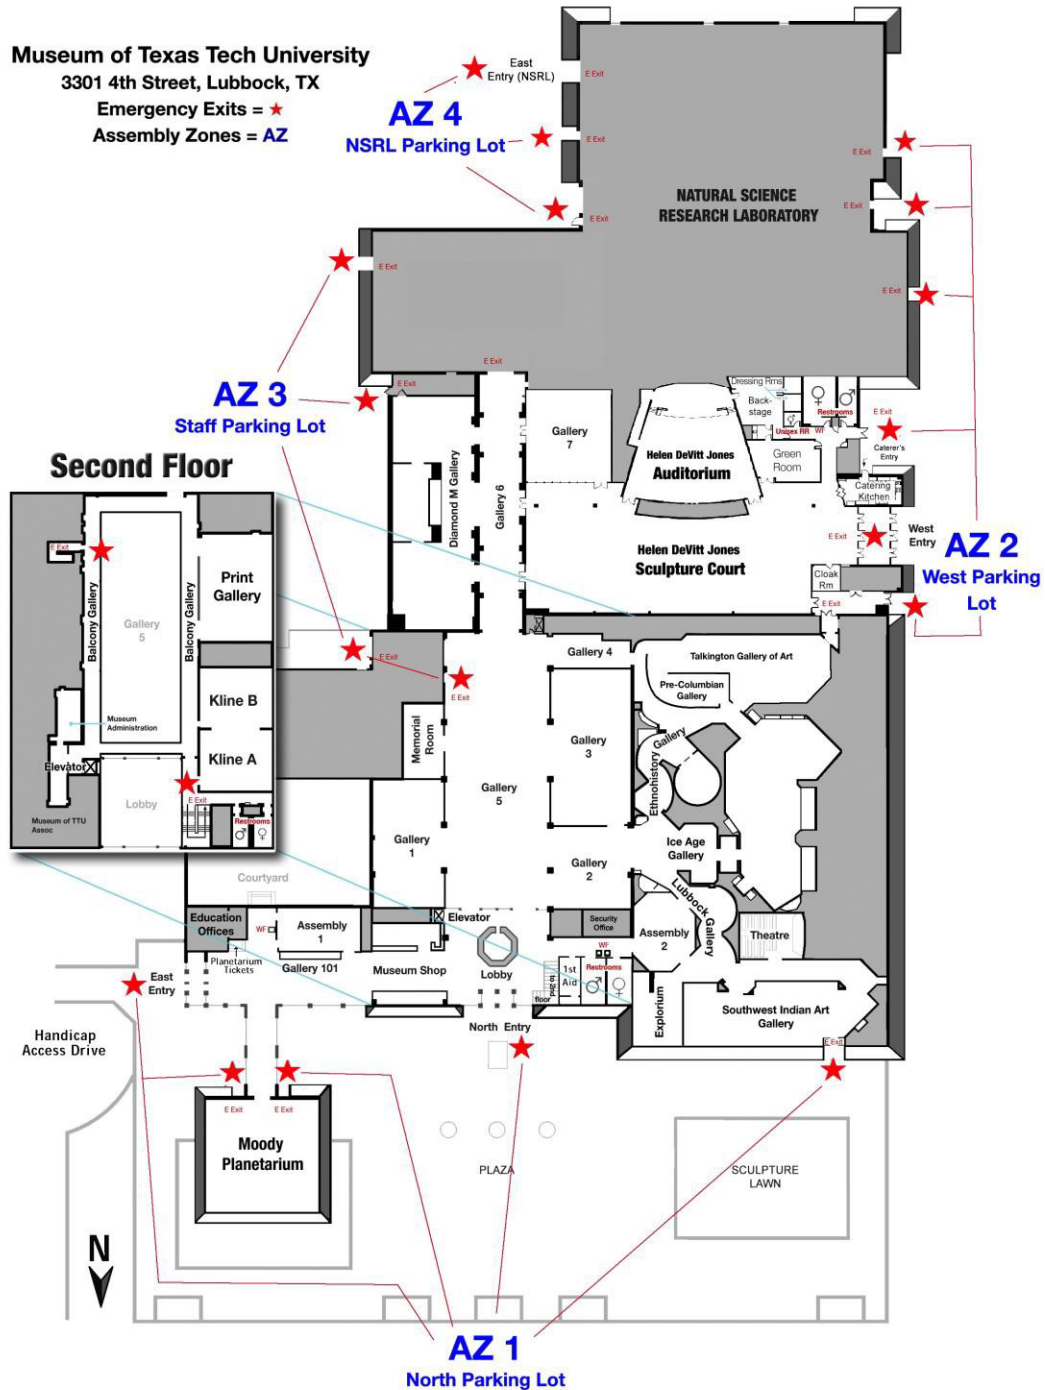 Museum of Texas Tech University
3301 4th Street, Lubbock, TX
Emergency Exits = ★
Assembly Zones = AZ
East
Entry (NSRL)
AZ 4
NSRL Parking Lot
E Exit
E Exit
E Exit
E Exit
E Exit
E Exit
NATURAL SCIENCE
RESEARCH LABORATORY
E Exit
E Exit
E Exit
AZ 3
Staff Parking Lot
Diamond M Gallery
Gallery 6
Gallery
7
Helen DeVitt Jones
Auditorium
Dressing Rms
Back-
stage
Restrooms
Unisex RR
WF
Green
Room
E Exit
Caterer's
Entry
Catering
Kitchen
E Exit
West
Entry
AZ 2
West Parking
Lot
Helen DeVitt Jones
Sculpture Court
Cloak
Rm
E Exit
Second Floor
E Exit
Balcony Gallery
Gallery
5
Balcony Gallery
Print
Gallery
Kline B
Museum
Administration
Kline A
Elevator
Lobby
E Exit
Museum of TTU
Assoc
Restrooms
E Exit
E Exit
Gallery 4
Talkington Gallery of Art
Pre-Columbian
Gallery
Memorial
Room
Gallery
3
Ethnohistory Gallery
Gallery
5
Gallery
1
Gallery
2
Ice Age
Gallery
Lubbock Gallery
Courtyard
Education
Offices
WF
Assembly
1
Planetarium
Tickets
Gallery 101
Elevator
Museum Shop
Lobby
Security
Office
WF
Restrooms
1st
Aid
to 2nd
floor
Assembly
2
Theatre
Explorium
Southwest Indian Art
Gallery
E Exit
East
Entry
North Entry
Handicap
Access Drive
E Exit
E Exit
Moody
Planetarium
PLAZA
SCULPTURE
LAWN
N
AZ 1
North Parking Lot